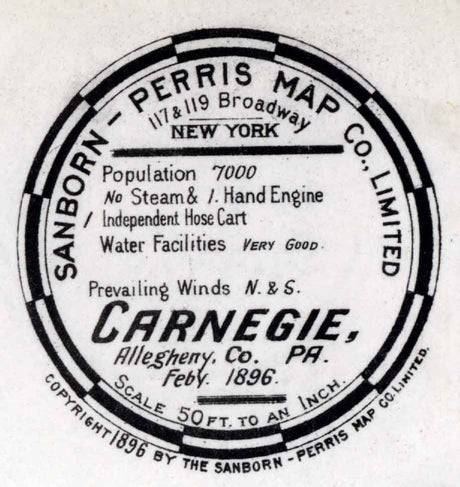 SANBORN - PERRIS MAP CO., LIMITED
117 & 119 Broadway
NEW YORK
Population 7000
No Steam & 1. Hand Engine
1 Independent Hose Cart
Water Facilities VERY GOOD.
Prevailing Winds N. & S.
CARNEGIE,
Allegheny. Co. PA.
Feby. 1896.
SCALE 50 FT. TO AN INCH.
COPYRIGHT 1896 BY THE SANBORN - PERRIS MAP CO. LIMITED.